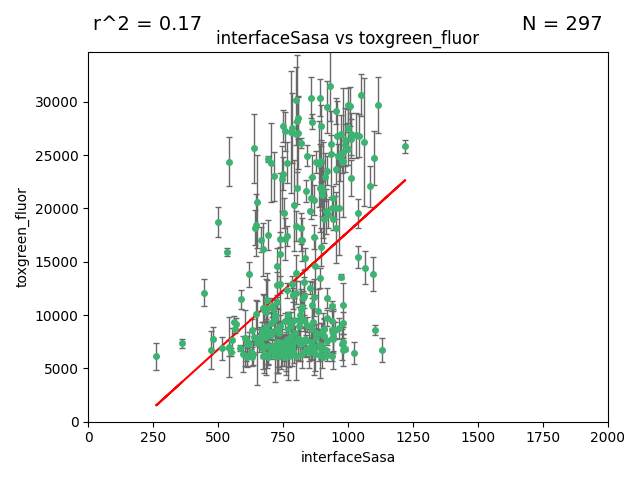 r^2 = 0.17
N = 297
interfaceSasa vs toxgreen_fluor
30000
25000
20000
15000
10000
5000
0
toxgreen_fluor
0 250 500 750 1000 1250 1500 1750 2000
interfaceSasa